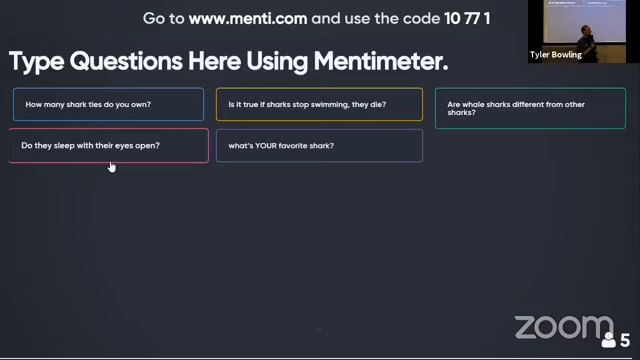 Go to www.menti.com and use the code 10 77 1
Type Questions Here Using Mentimeter.
Tyler Bowling
How many shark ties do you own?
Is it true if sharks stop swimming, they die?
Are whale sharks different from other
sharks?
Do they sleep with their eyes open?
what's YOUR favorite shark?
zoom
5